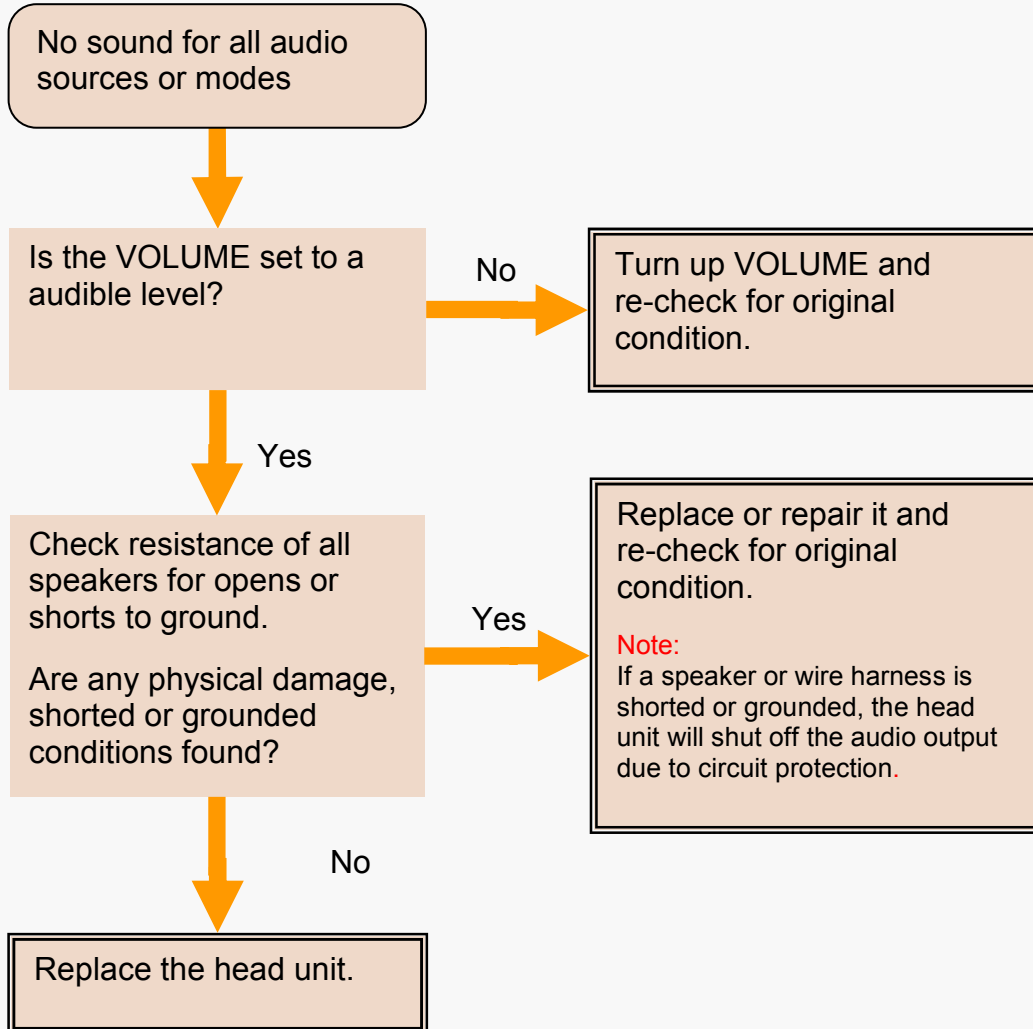 No sound for all audio
sources or modes
Is the VOLUME set to a
audible level?
No
Turn up VOLUME and
re-check for original
condition.
Yes
Check resistance of all
speakers for opens or
shorts to ground.
Are any physical damage,
shorted or grounded
conditions found?
Yes
Replace or repair it and
re-check for original
condition.
Note:
If a speaker or wire harness is
shorted or grounded, the head
unit will shut off the audio output
due to circuit protection.
No
Replace the head unit.